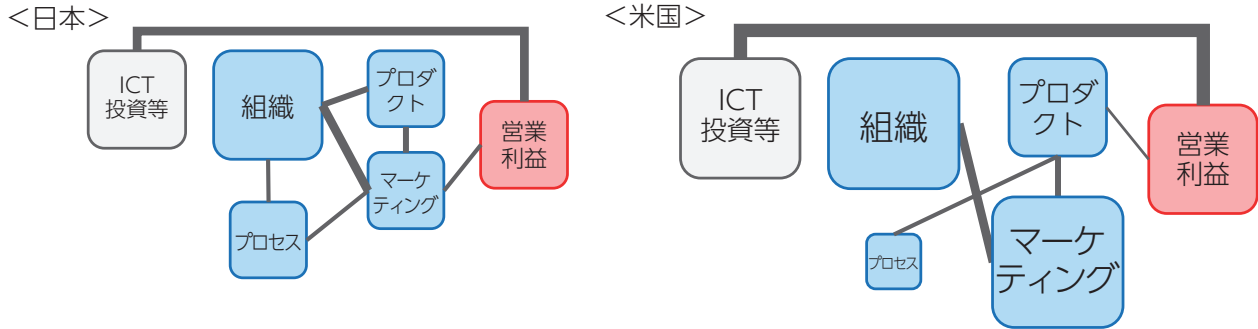 <日本>
ICT
投資等
組織
プロダ
クト
マーケ
ティング
プロセス
営業
利益
<米国>
ICT
投資等
組織
プロダ
クト
マーケ
ティング
プロセス
営業
利益